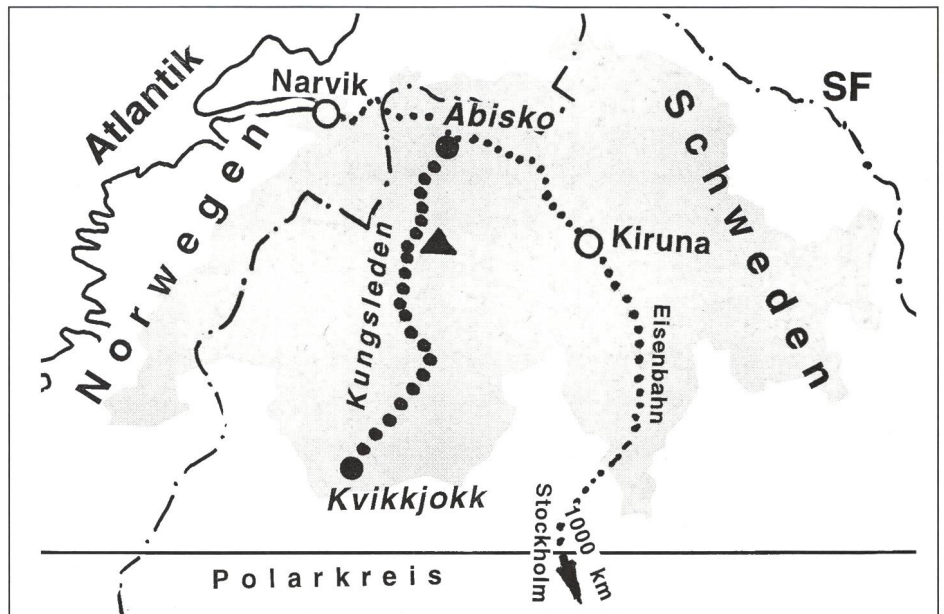 Atlantik
Narvik
Abisko
SF
Norwegen
Schweden
Kungsleden
Kiruna
Eisenbahn
Kvikkjokk
Stockholm
1000 km
Polarkreis